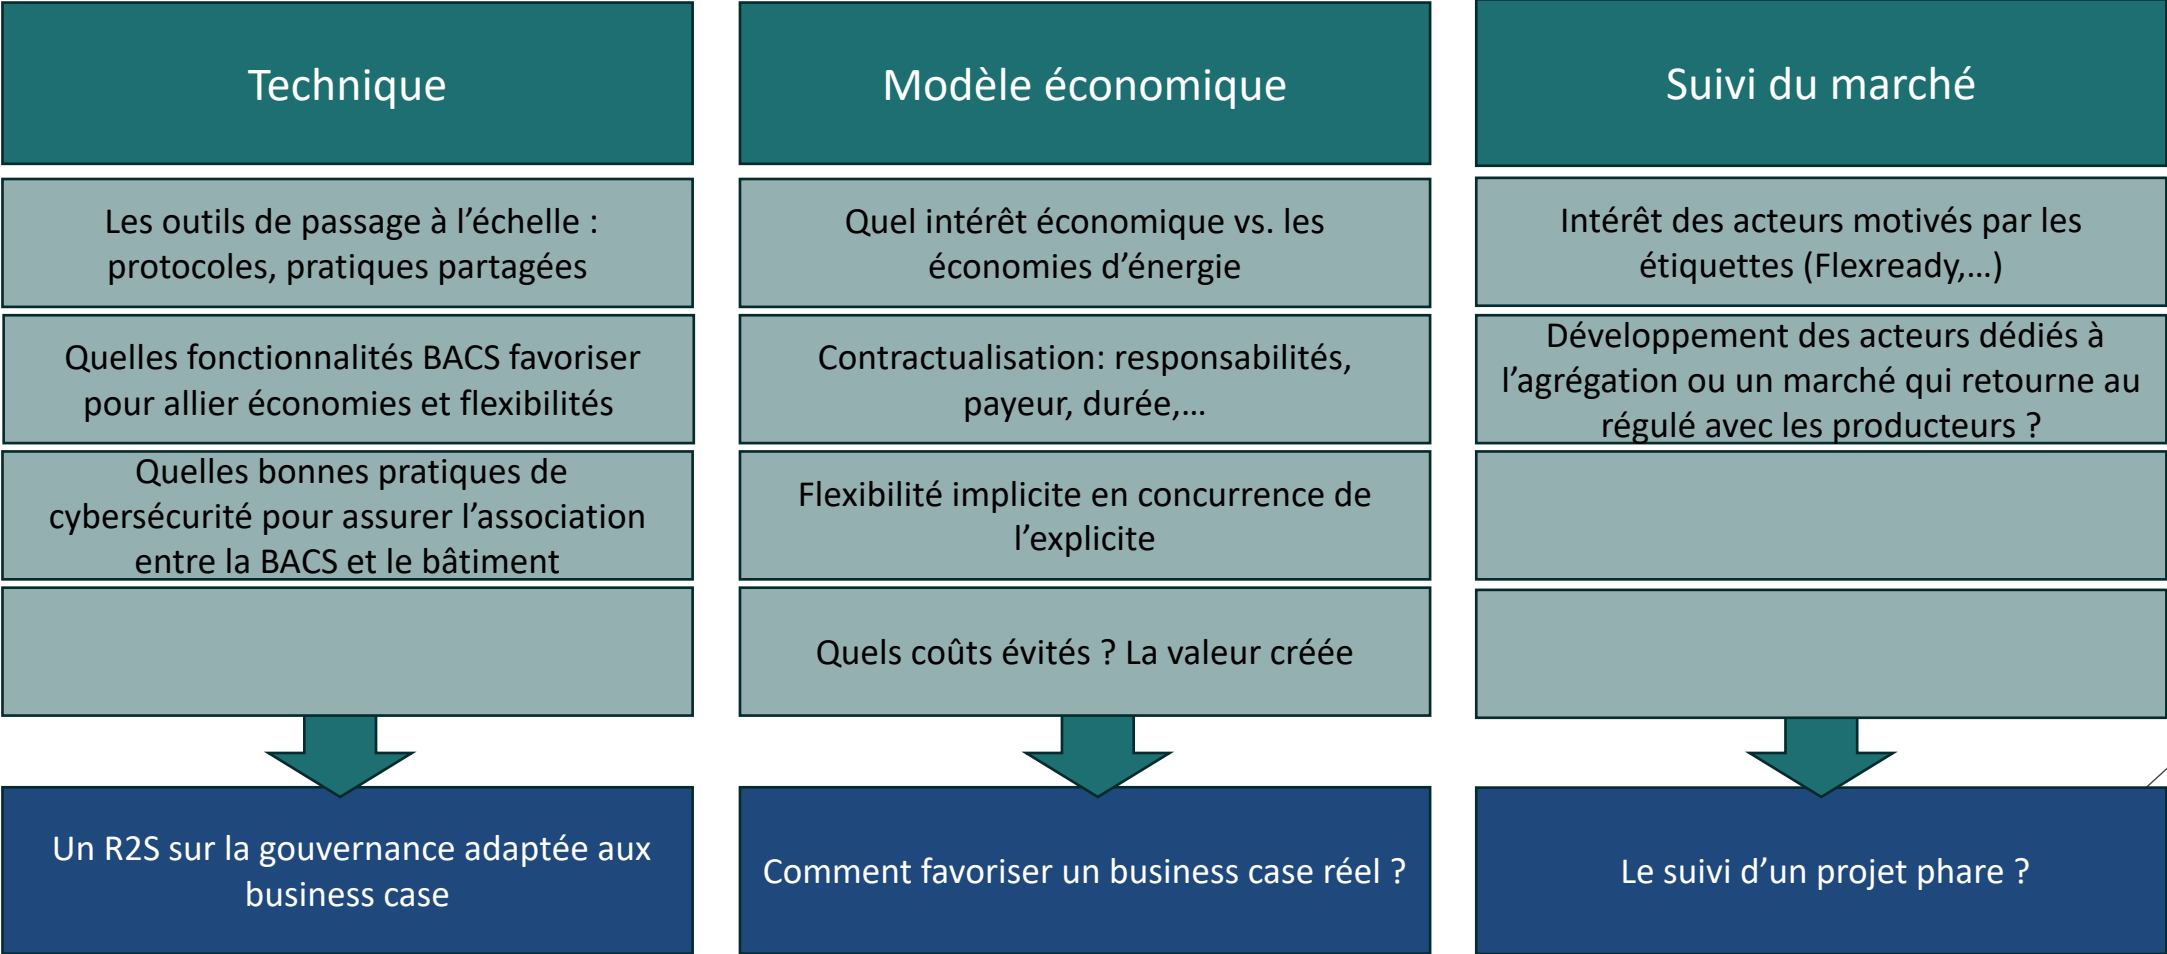 Technique
Les outils de passage à l’échelle :
protocoles, pratiques partagées
Quelles fonctionnalités BACS favoriser
pour allier économies et flexibilités
Quelles bonnes pratiques de
cybersécurité pour assurer l’association
entre la BACS et le bâtiment
Un R2S sur la gouvernance adaptée aux
business case
Modèle économique
Quel intérêt économique vs. les
économies d’énergie
Contractualisation: responsabilités,
payeur, durée,…
Flexibilité implicite en concurrence de
l’explicite
Quels coûts évités ? La valeur créée
Comment favoriser un business case réel ?
Suivi du marché
Intérêt des acteurs motivés par les
étiquettes (Flexready,…)
Développement des acteurs dédiés à
l’agrégation ou un marché qui retourne au
régulé avec les producteurs ?
Le suivi d’un projet phare ?